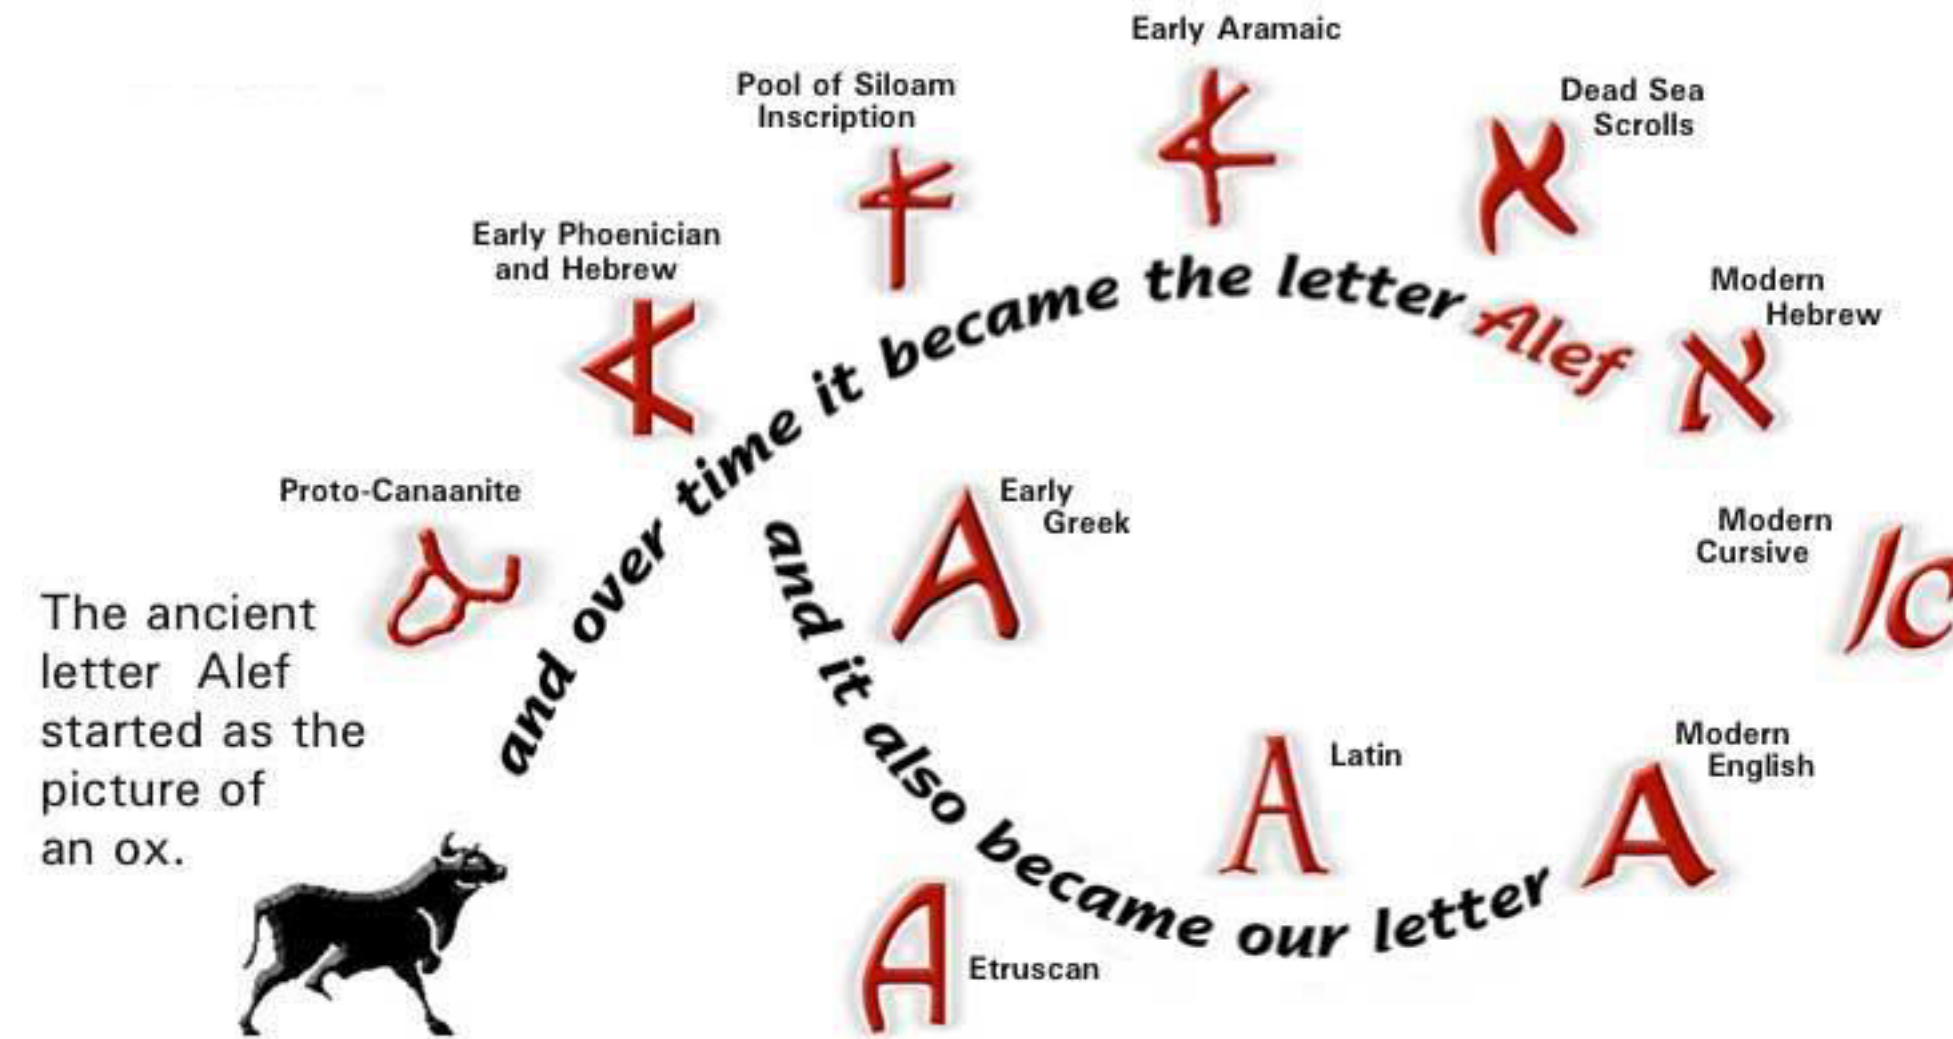 The ancient
letter Alef
started as the
picture of
an ox.
Proto-Canaanite
Early Phoenician
and Hebrew
Pool of Siloam
Inscription
Early Aramaic
Dead Sea
Scrolls
Modern
Hebrew
א
Modern
Cursive
and over time it became the letter Alef
Early
Greek
A
Etruscan
A
Latin
A
Modern
English
and it also became our letter A